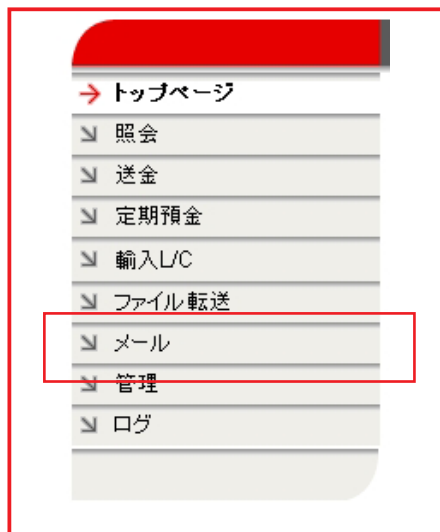 トップページ
照会
送金
定期預金
輸入L/C
ファイル転送
メール
管理
ログ